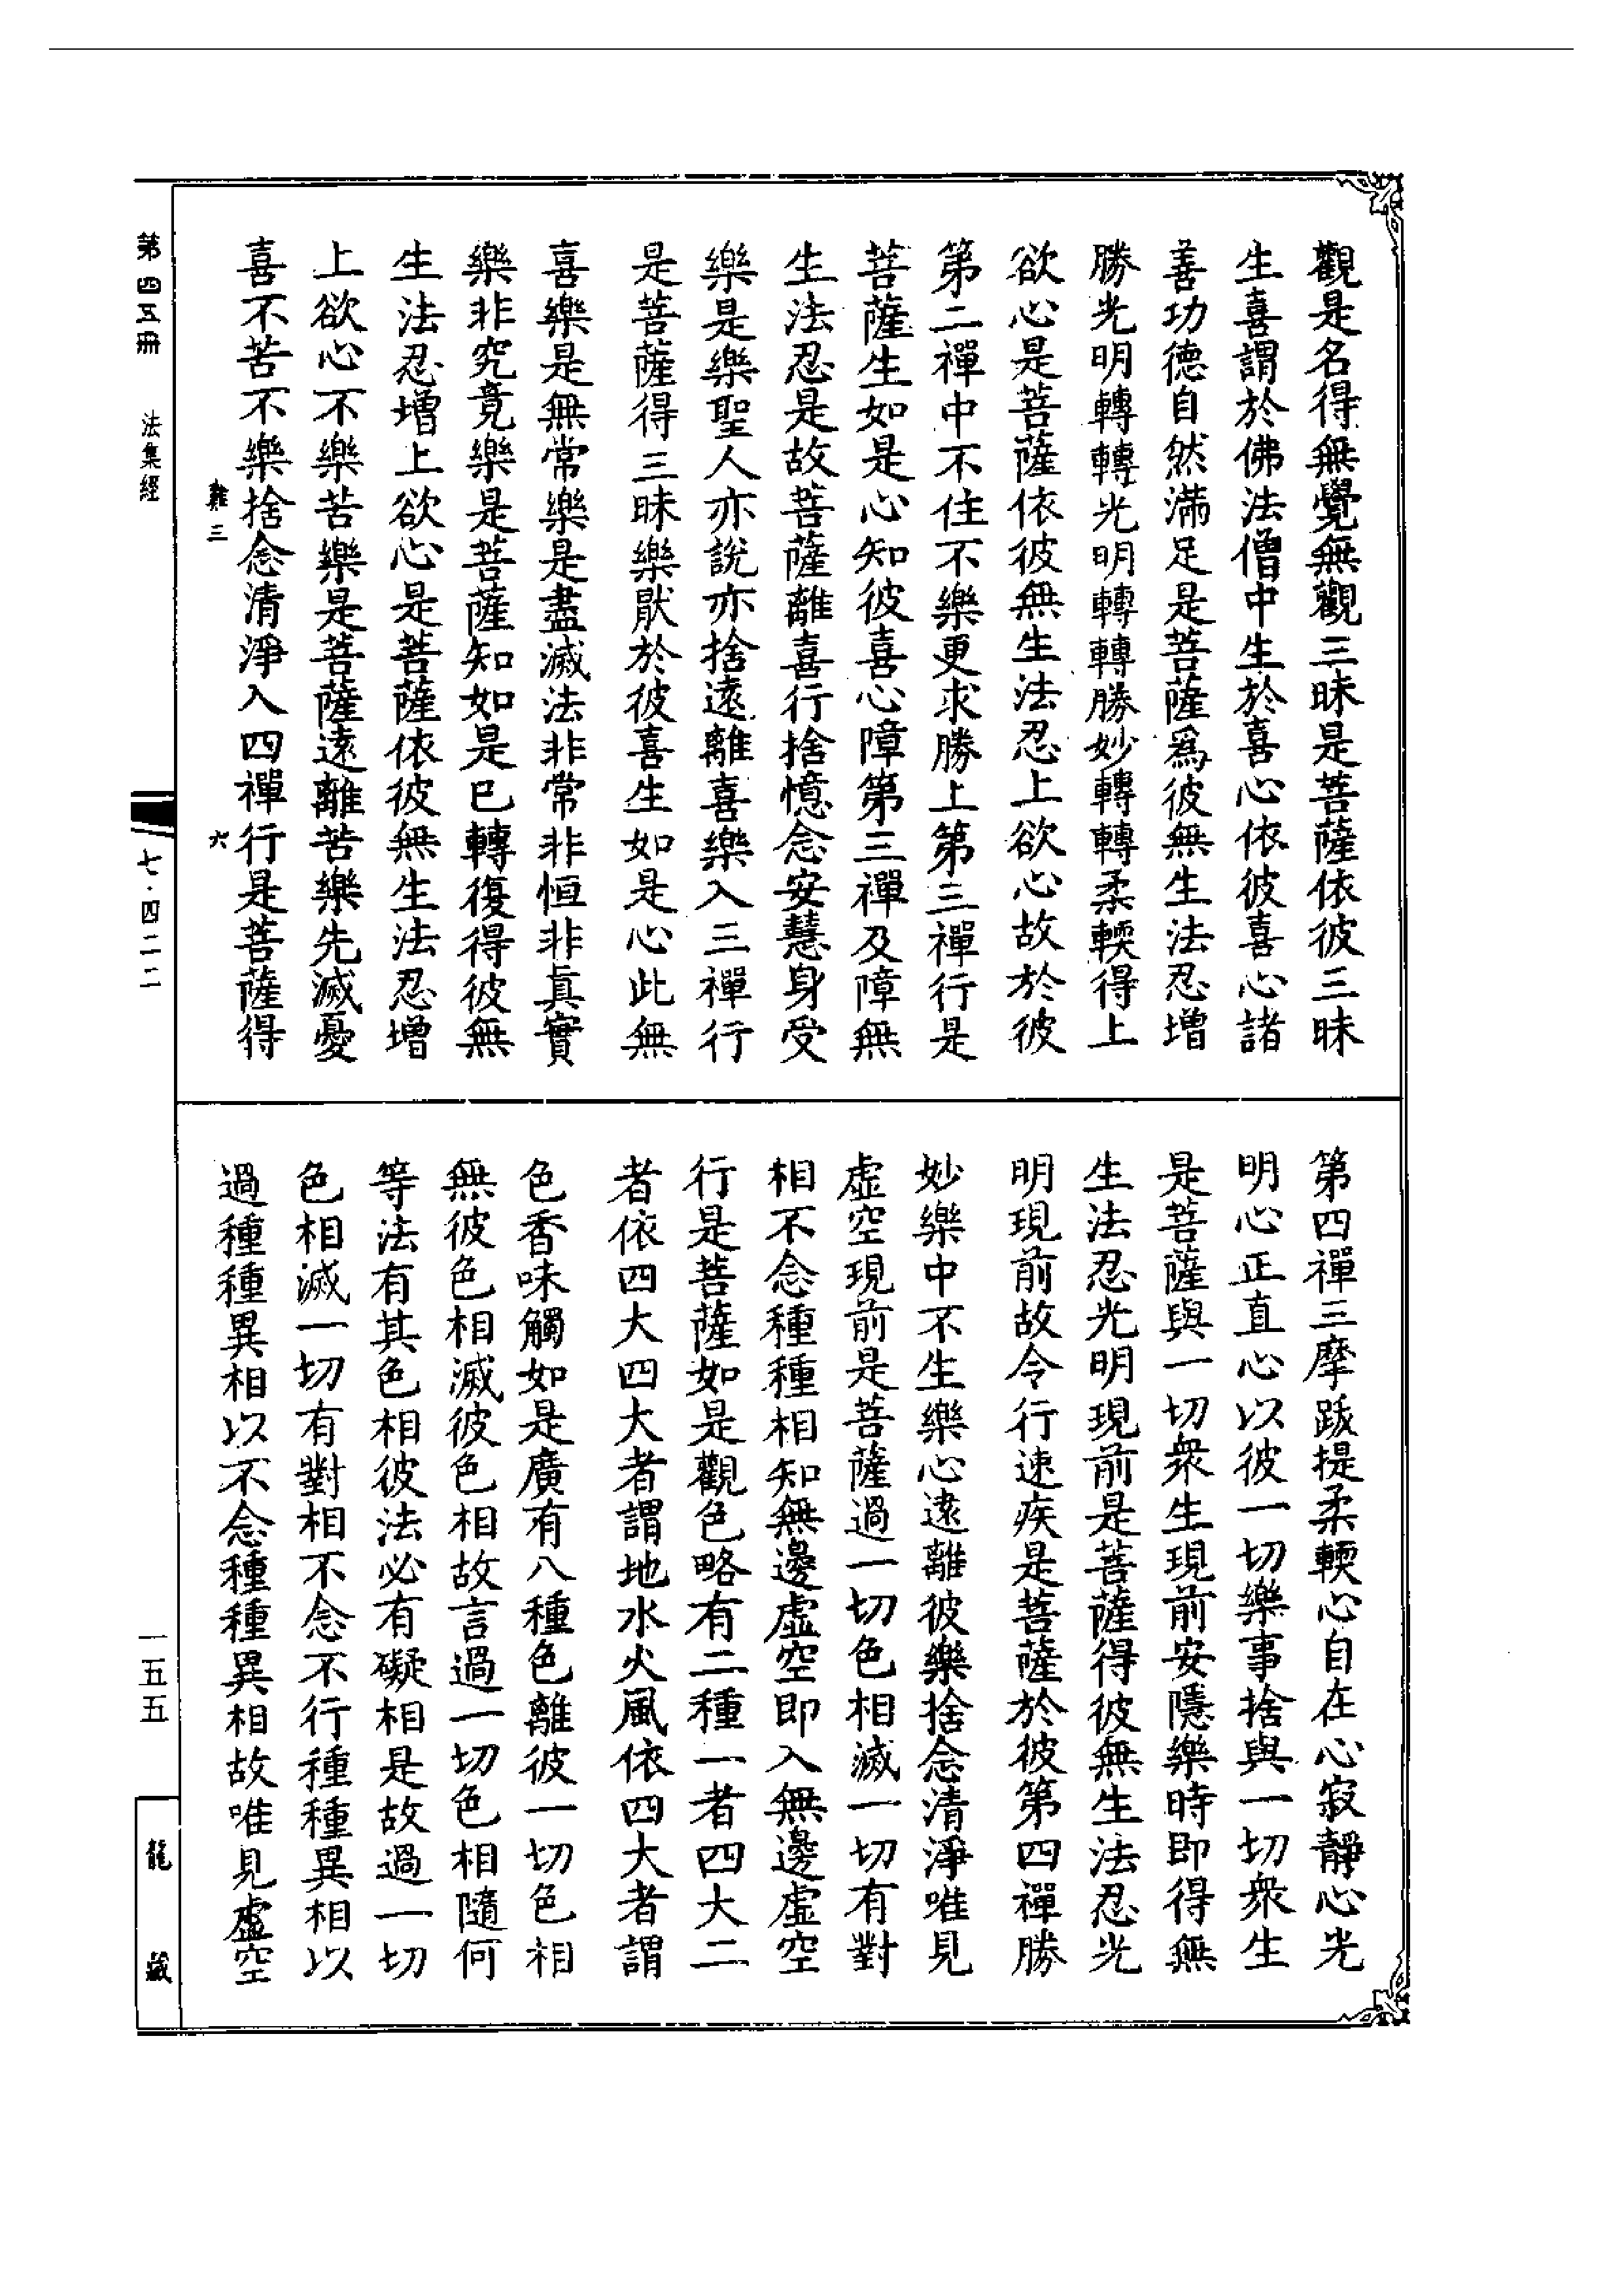 觀是名得無覺無觀三昧是菩薩依彼三昧
生喜謂於佛法僧中生於喜心依彼喜心諸
善功德自然滿足是菩薩爲彼無生法忍增
勝光明轉轉光明轉轉勝妙轉轉柔輭得上
欲心是菩薩依彼無生法忍上欲心故於彼
第二禪中不住不樂更求勝上第三禪行是
菩薩生如是心知彼喜心障第三禪及障無
生法忍是故菩薩離喜行捨憶念安慧身受
樂是樂聖人亦說亦捨遠離喜樂入三禪行
是菩薩得三昧樂猒於彼喜生如是心此無
喜樂是無常樂是盡滅法非常非恒非眞實
樂非究竟樂是菩薩知如是已轉復得彼無
生法忍增上欲心是菩薩依彼無生法忍增
上欲心不樂苦樂是菩薩遠離苦樂先滅憂
喜不苦不樂捨念清淨入四禪行是菩薩得
第四禪三摩跋提柔輭心自在心寂靜心光
明心正直心以彼一切樂事捨與一切衆生
是菩薩與一切衆生現前安隱樂時即得無
生法忍光明現前是菩薩得彼無生法忍光
明現前故令行速疾是菩薩於彼第四禪勝
妙樂中不生樂心遠離彼樂捨念清淨唯見
虛空現前是菩薩過一切色相滅一切有對
相不念種種相知無邊虛空即入無邊虛空
行是菩薩如是觀色略有二種一者四大二
者依四大四大者謂地水火風依四大者謂
色香味觸如是廣有八種色離彼一切色相
無彼色相滅彼色相故言過一切色相隨何
等法有其色相彼法必有礙相是故過一切
色相滅一切有對相不念不行種種異相以
過種種異相以不念種種異相故唯見虛空
難三
六
第四五冊
法集經
七·四二二
一五五
龍藏